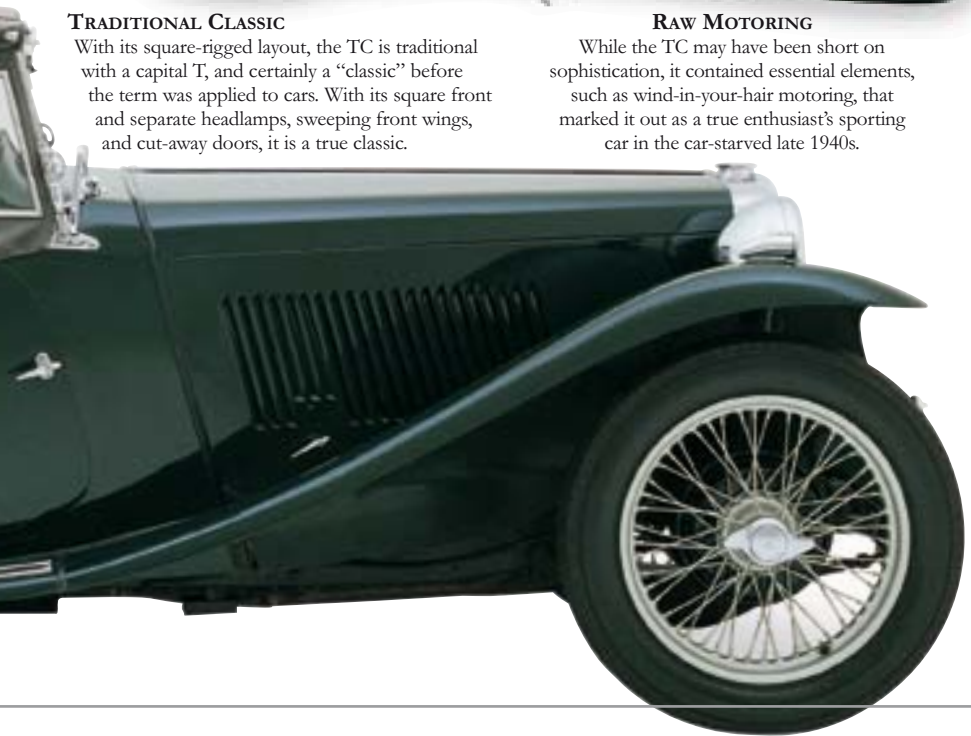 TRADITIONAL CLASSIC
With its square-rigged layout, the TC is traditional
with a capital T, and certainly a “classic” before
the term was applied to cars. With its square front
and separate headlamps, sweeping front wings,
and cut-away doors, it is a true classic.
RAW MOTORING
While the TC may have been short on
sophistication, it contained essential elements,
such as wind-in-your-hair motoring, that
marked it out as a true enthusiast’s sporting
car in the car-starved late 1940s.